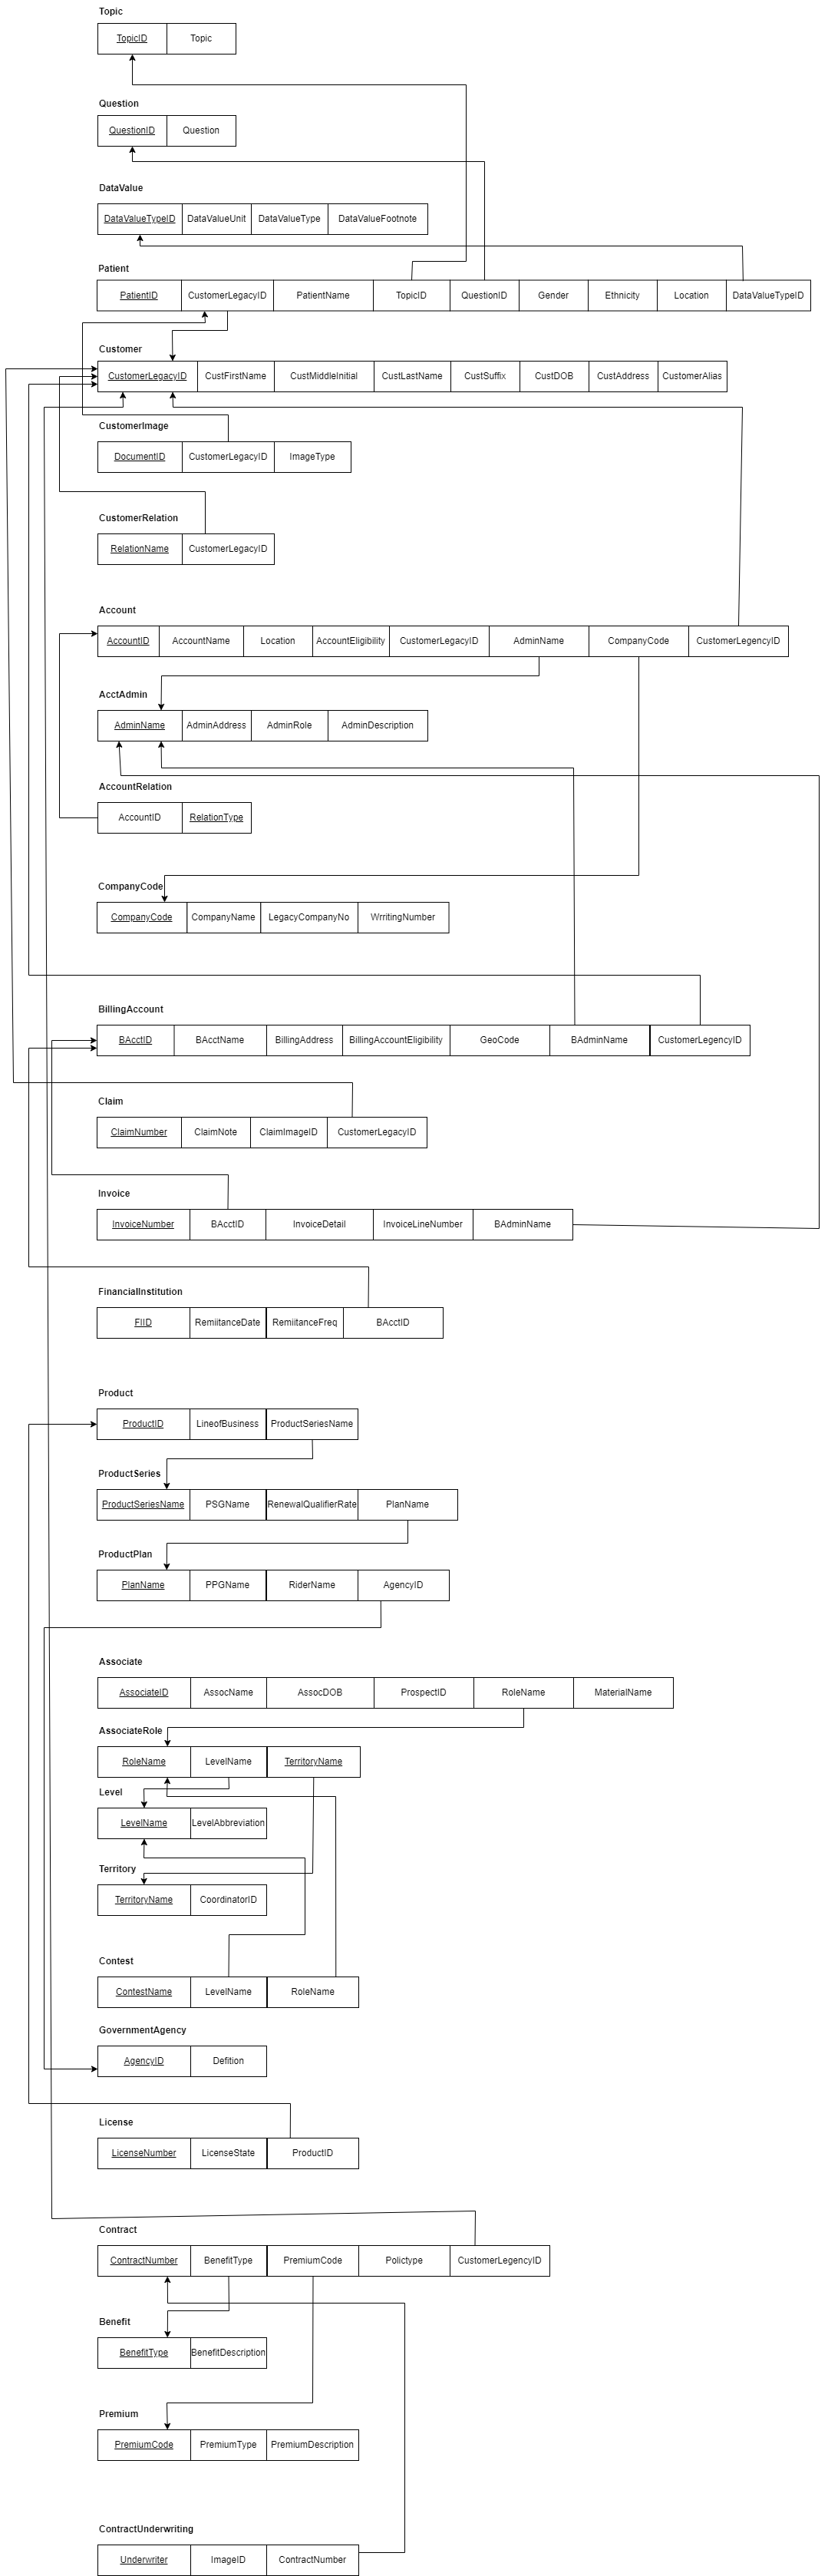 Topic
TopicID Topic
Question
QuestionID Question
DataValue
DataValueTypeID DataValueUnit DataValueType DataValueFootnote
Patient
PatientID CustomerLegacyID PatientName TopicID QuestionID Gender Ethnicity Location DataValueTypeID
Customer
CustomerLegacyID CustFirstName CustMiddleInitial CustLastName CustSuffix CustDOB CustAddress CustomerAlias
CustomerImage
DocumentID CustomerLegacyID ImageType
CustomerRelation
RelationName CustomerLegacyID
Account
AccountID AccountName Location AccountEligibility CustomerLegacyID AdminName CompanyCode CustomerLegencyID
AcctAdmin
AdminName AdminAddress AdminRole AdminDescription
AccountRelation
AccountID RelationType
CompanyCode
CompanyCode CompanyName LegacyCompanyNo WrritingNumber
BillingAccount
BAcctID BAcctName BillingAddress BillingAccountEligibility GeoCode BAdminName CustomerLegencyID
Claim
ClaimNumber ClaimNote ClaimImageID CustomerLegacyID
Invoice
InvoiceNumber BAcctID InvoiceDetail InvoiceLineNumber BAdminName
FinancialInstitution
FIID RemiitanceDate RemiitanceFreq BAcctID
Product
ProductID LineofBusiness ProductSeriesName
ProductSeries
ProductSeriesName PSGName RenewalQualifierRate PlanName
ProductPlan
PlanName PPGName RiderName AgencyID
Associate
AssociateID AssocName AssocDOB ProspectID RoleName MaterialName
AssociateRole
RoleName LevelName TerritoryName
Level
LevelName LevelAbbreviation
Territory
TerritoryName CoordinatorID
Contest
ContestName LevelName RoleName
GovernmentAgency
AgencyID Defition
License
LicenseNumber LicenseState ProductID
Contract
ContractNumber BenefitType PremiumCode Polictype CustomerLegencyID
Benefit
BenefitType BenefitDescription
Premium
PremiumCode PremiumType PremiumDescription
ContractUnderwriting
Underwriter ImageID ContractNumber